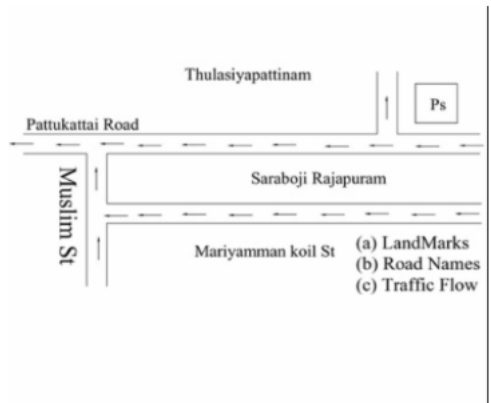 Thulasiyapattinam
Ps
Pattukattai Road
Muslim St
Saraboji Rajapuram
Mariyamman koil St
(a) LandMarks
(b) Road Names
(c) Traffic Flow